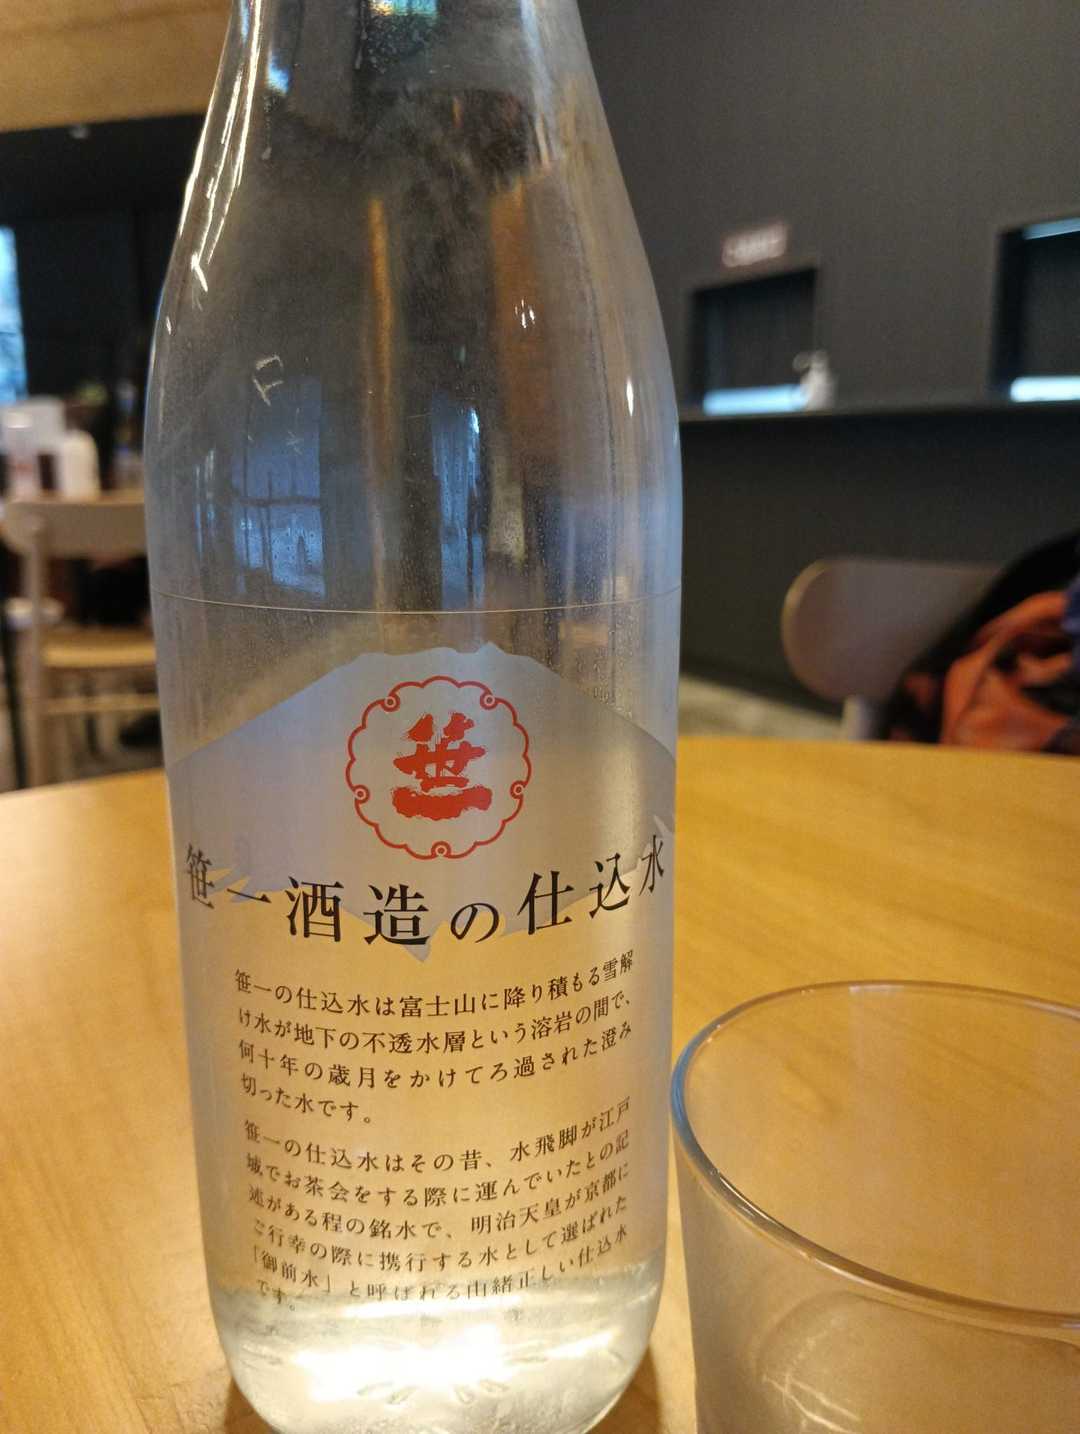 笹一
笹一酒造の仕込水
笹一の仕込水は富士山に降り積もる雪解
け水が地下の不透水層という溶岩の間で、
何十年の歳月をかけてろ過された澄み
切った水です。
笹一の仕込水はその昔、水飛脚が江戸
城でお茶会をする際に運んでいたとの記
述がある程の銘水で、明治天皇が京都に
ご行幸の際に携行する水として選ばれた
「御前水」と呼ばれる由緒正しい仕込水
です。